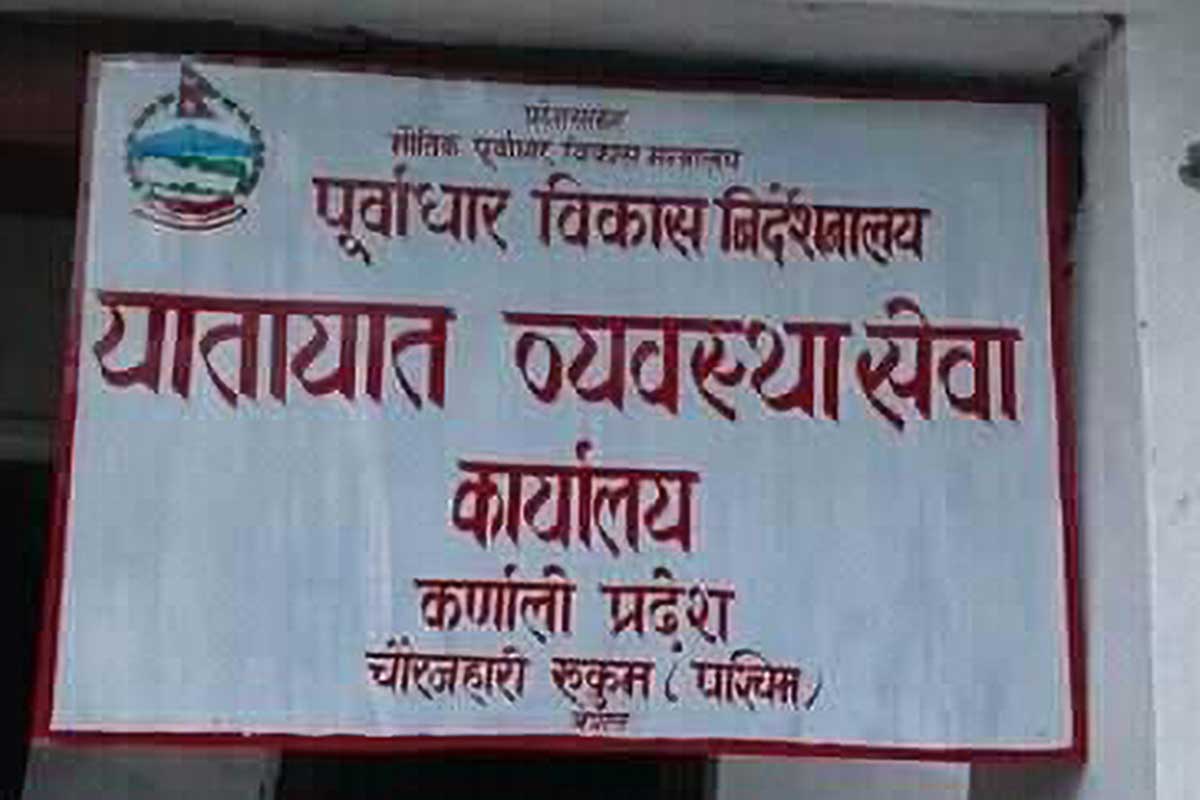 प्रदेश सरकार
भौतिक पूर्वाधार विकास मन्त्रालय
पूर्वाधार विकास निर्देशनालय
यातायात व्यवस्था सेवा
कार्यालय
कर्णाली प्रदेश
चौरजहारी रुकुम (पश्चिम)